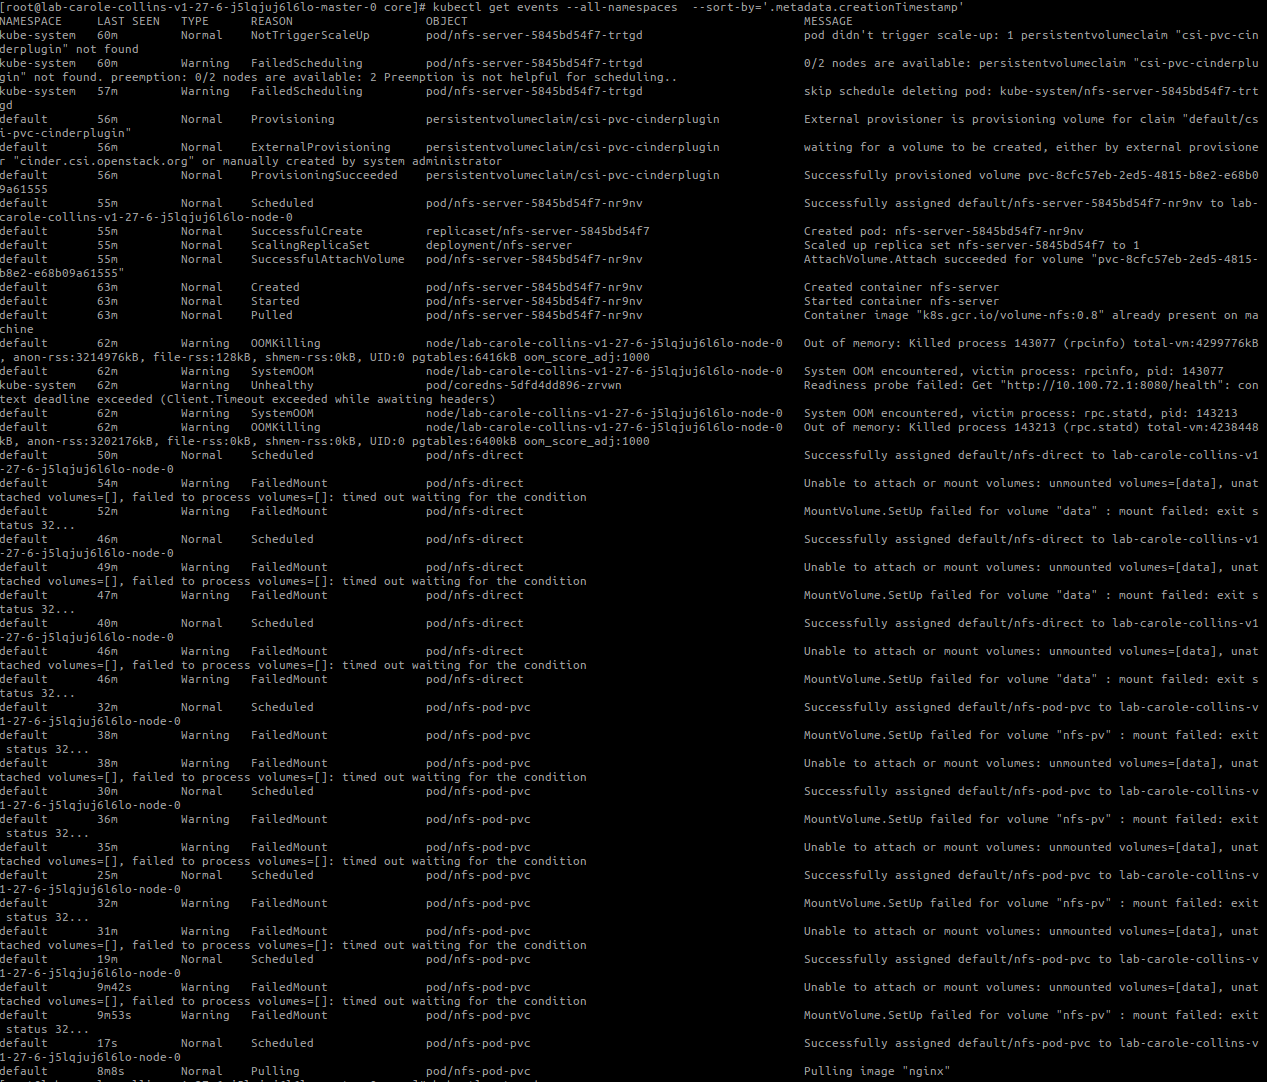 [root@lab-carole-collins-v1-27-6-j5lqjuj6l6lo-master-0 core]# kubectl get events --all-namespaces  --sort-by='.metadata.creationTimestamp'
NAMESPACE     LAST SEEN   TYPE      REASON                  OBJECT                                                MESSAGE
kube-system   60m         Normal    NotTriggerScaleUp       pod/nfs-server-5845bd54f7-trtgd                       pod didn't trigger scale-up: 1 persistentvolumeclaim "csi-pvc-cin
derplugin" not found
kube-system   60m         Warning   FailedScheduling        pod/nfs-server-5845bd54f7-trtgd                       0/2 nodes are available: persistentvolumeclaim "csi-pvc-cinderplu
gin" not found. preemption: 0/2 nodes are available: 2 Preemption is not helpful for scheduling..
kube-system   57m         Warning   FailedScheduling        pod/nfs-server-5845bd54f7-trtgd                       skip schedule deleting pod: kube-system/nfs-server-5845bd54f7-trt
gd
default       56m         Normal    Provisioning            persistentvolumeclaim/csi-pvc-cinderplugin            External provisioner is provisioning volume for claim "default/cs
i-pvc-cinderplugin"
default       56m         Normal    ExternalProvisioning    persistentvolumeclaim/csi-pvc-cinderplugin            waiting for a volume to be created, either by external provisione
r "cinder.csi.openstack.org" or manually created by system administrator
default       56m         Normal    ProvisioningSucceeded   persistentvolumeclaim/csi-pvc-cinderplugin            Successfully provisioned volume pvc-8cfc57eb-2ed5-4815-b8e2-e68b0
9a61555
default       55m         Normal    Scheduled               pod/nfs-server-5845bd54f7-nr9nv                       Successfully assigned default/nfs-server-5845bd54f7-nr9nv to lab-
carole-collins-v1-27-6-j5lqjuj6l6lo-node-0
default       55m         Normal    SuccessfulCreate        replicaset/nfs-server-5845bd54f7                      Created pod: nfs-server-5845bd54f7-nr9nv
default       55m         Normal    ScalingReplicaSet       deployment/nfs-server                                 Scaled up replica set nfs-server-5845bd54f7 to 1
default       55m         Normal    SuccessfulAttachVolume  pod/nfs-server-5845bd54f7-nr9nv                       AttachVolume.Attach succeeded for volume "pvc-8cfc57eb-2ed5-4815-
b8e2-e68b09a61555"
default       63m         Normal    Created                 pod/nfs-server-5845bd54f7-nr9nv                       Created container nfs-server
default       63m         Normal    Started                 pod/nfs-server-5845bd54f7-nr9nv                       Started container nfs-server
default       63m         Normal    Pulled                  pod/nfs-server-5845bd54f7-nr9nv                       Container image "k8s.gcr.io/volume-nfs:0.8" already present on ma
chine
default       62m         Warning   OOMKilling              node/lab-carole-collins-v1-27-6-j5lqjuj6l6lo-node-0   Out of memory: Killed process 143077 (rpcinfo) total-vm:4299776kB
, anon-rss:3214976kB, file-rss:128kB, shmem-rss:0kB, UID:0 pgtables:6416kB oom_score_adj:1000
default       62m         Warning   SystemOOM               node/lab-carole-collins-v1-27-6-j5lqjuj6l6lo-node-0   System OOM encountered, victim process: rpcinfo, pid: 143077
kube-system   62m         Warning   Unhealthy               pod/coredns-5dfd4dd896-zrvwn                          Readiness probe failed: Get "http://10.100.72.1:8080/health": con
text deadline exceeded (Client.Timeout exceeded while awaiting headers)
default       62m         Warning   SystemOOM               node/lab-carole-collins-v1-27-6-j5lqjuj6l6lo-node-0   System OOM encountered, victim process: rpc.statd, pid: 143213
default       62m         Warning   OOMKilling              node/lab-carole-collins-v1-27-6-j5lqjuj6l6lo-node-0   Out of memory: Killed process 143213 (rpc.statd) total-vm:4238448
kB, anon-rss:3202176kB, file-rss:0kB, shmem-rss:0kB, UID:0 pgtables:6400kB oom_score_adj:1000
default       50m         Normal    Scheduled               pod/nfs-direct                                        Successfully assigned default/nfs-direct to lab-carole-collins-v1
-27-6-j5lqjuj6l6lo-node-0
default       54m         Warning   FailedMount             pod/nfs-direct                                        Unable to attach or mount volumes: unmounted volumes=[data], unat
tached volumes=[], failed to process volumes=[]: timed out waiting for the condition
default       52m         Warning   FailedMount             pod/nfs-direct                                        MountVolume.SetUp failed for volume "data" : mount failed: exit s
tatus 32...
default       46m         Normal    Scheduled               pod/nfs-direct                                        Successfully assigned default/nfs-direct to lab-carole-collins-v1
-27-6-j5lqjuj6l6lo-node-0
default       49m         Warning   FailedMount             pod/nfs-direct                                        Unable to attach or mount volumes: unmounted volumes=[data], unat
tached volumes=[], failed to process volumes=[]: timed out waiting for the condition
default       47m         Warning   FailedMount             pod/nfs-direct                                        MountVolume.SetUp failed for volume "data" : mount failed: exit s
tatus 32...
default       40m         Normal    Scheduled               pod/nfs-direct                                        Successfully assigned default/nfs-direct to lab-carole-collins-v1
-27-6-j5lqjuj6l6lo-node-0
default       46m         Warning   FailedMount             pod/nfs-direct                                        Unable to attach or mount volumes: unmounted volumes=[data], unat
tached volumes=[], failed to process volumes=[]: timed out waiting for the condition
default       46m         Warning   FailedMount             pod/nfs-direct                                        MountVolume.SetUp failed for volume "data" : mount failed: exit s
tatus 32...
default       32m         Normal    Scheduled               pod/nfs-pod-pvc                                       Successfully assigned default/nfs-pod-pvc to lab-carole-collins-v
1-27-6-j5lqjuj6l6lo-node-0
default       38m         Warning   FailedMount             pod/nfs-pod-pvc                                       MountVolume.SetUp failed for volume "nfs-pv" : mount failed: exit
 status 32...
default       38m         Warning   FailedMount             pod/nfs-pod-pvc                                       Unable to attach or mount volumes: unmounted volumes=[data], unat
tached volumes=[], failed to process volumes=[]: timed out waiting for the condition
default       30m         Normal    Scheduled               pod/nfs-pod-pvc                                       Successfully assigned default/nfs-pod-pvc to lab-carole-collins-v
1-27-6-j5lqjuj6l6lo-node-0
default       36m         Warning   FailedMount             pod/nfs-pod-pvc                                       MountVolume.SetUp failed for volume "nfs-pv" : mount failed: exit
 status 32...
default       35m         Warning   FailedMount             pod/nfs-pod-pvc                                       Unable to attach or mount volumes: unmounted volumes=[data], unat
tached volumes=[], failed to process volumes=[]: timed out waiting for the condition
default       25m         Normal    Scheduled               pod/nfs-pod-pvc                                       Successfully assigned default/nfs-pod-pvc to lab-carole-collins-v
1-27-6-j5lqjuj6l6lo-node-0
default       32m         Warning   FailedMount             pod/nfs-pod-pvc                                       MountVolume.SetUp failed for volume "nfs-pv" : mount failed: exit
 status 32...
default       31m         Warning   FailedMount             pod/nfs-pod-pvc                                       Unable to attach or mount volumes: unmounted volumes=[data], unat
tached volumes=[], failed to process volumes=[]: timed out waiting for the condition
default       19m         Normal    Scheduled               pod/nfs-pod-pvc                                       Successfully assigned default/nfs-pod-pvc to lab-carole-collins-v
1-27-6-j5lqjuj6l6lo-node-0
default       9m42s       Warning   FailedMount             pod/nfs-pod-pvc                                       Unable to attach or mount volumes: unmounted volumes=[data], unat
tached volumes=[], failed to process volumes=[]: timed out waiting for the condition
default       9m53s       Warning   FailedMount             pod/nfs-pod-pvc                                       MountVolume.SetUp failed for volume "nfs-pv" : mount failed: exit
 status 32...
default       17s         Normal    Scheduled               pod/nfs-pod-pvc                                       Successfully assigned default/nfs-pod-pvc to lab-carole-collins-v
1-27-6-j5lqjuj6l6lo-node-0
default       8m8s        Normal    Pulling                 pod/nfs-pod-pvc                                       Pulling image "nginx"